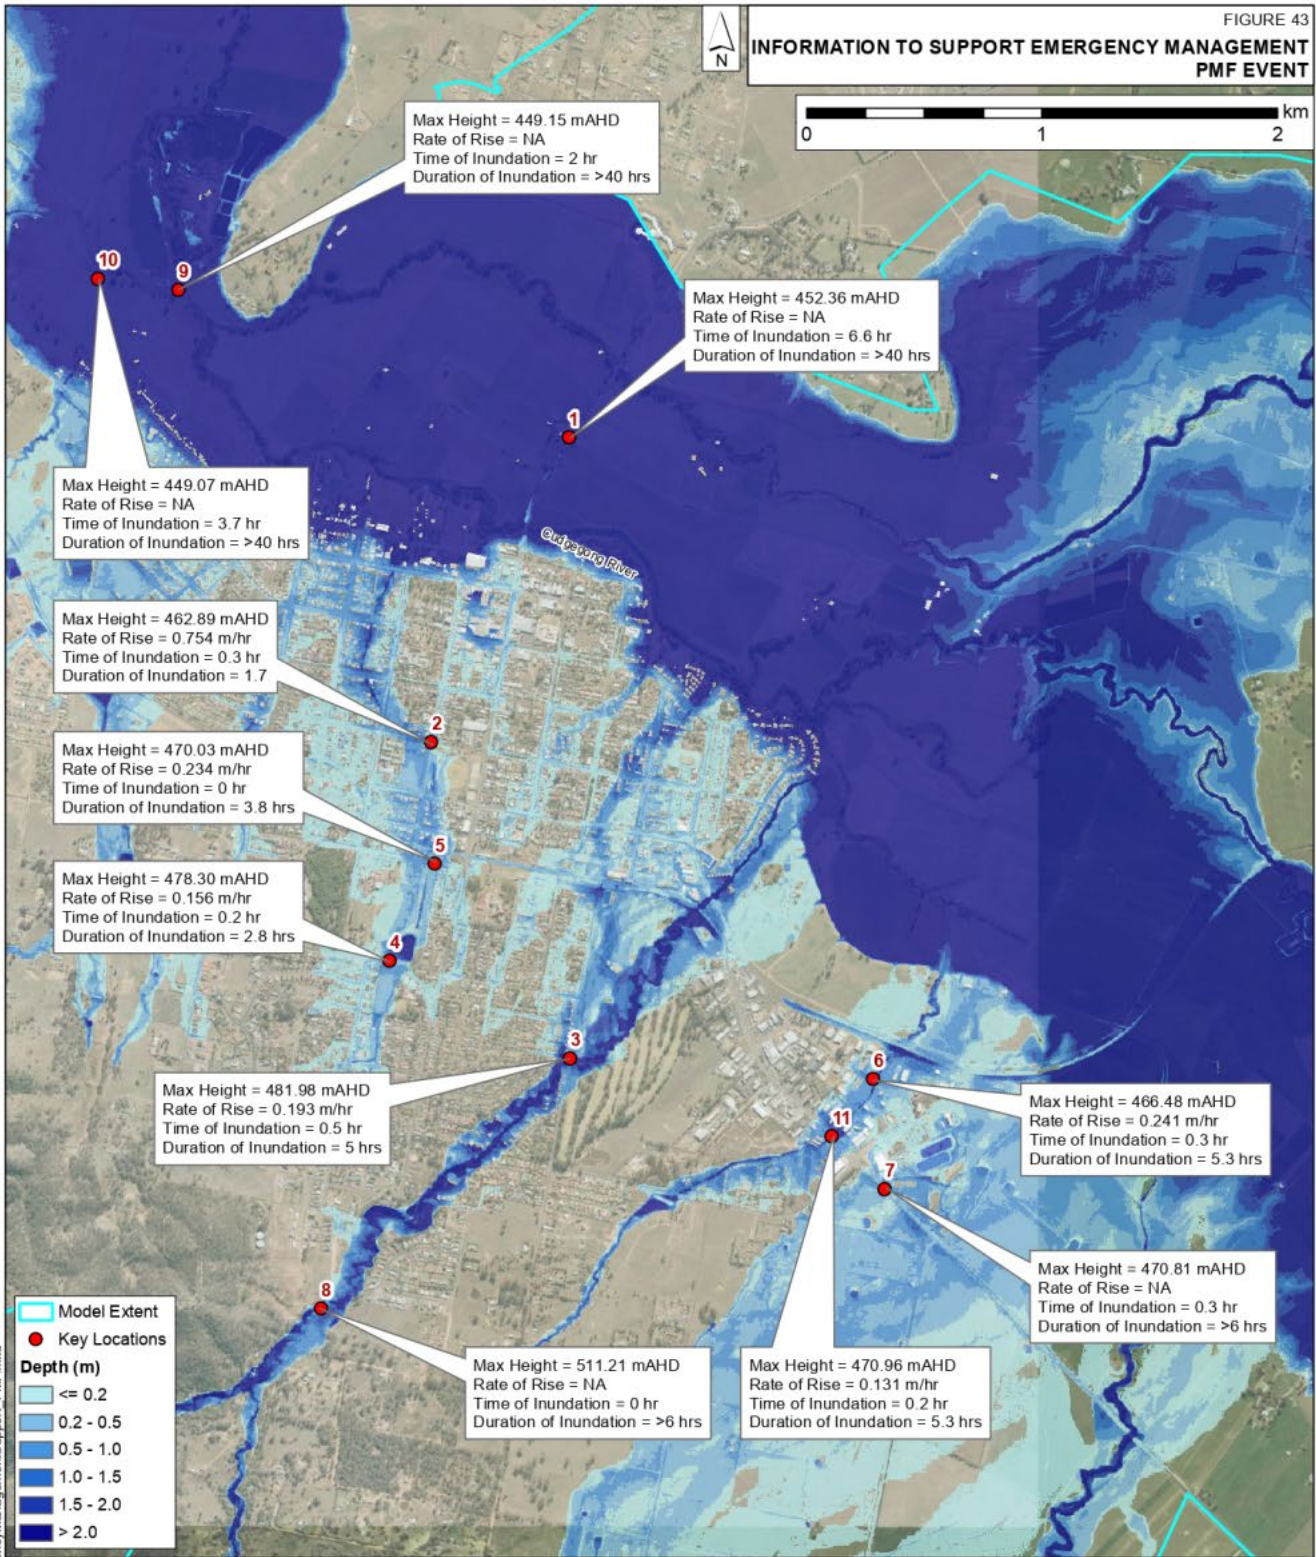 FIGURE 43
INFORMATION TO SUPPORT EMERGENCY MANAGEMENT
PMF EVENT
N
km
0 1 2
Max Height = 449.15 mAHD
Rate of Rise = NA
Time of Inundation = 2 hr
Duration of Inundation = >40 hrs
10
9
Max Height = 452.36 mAHD
Rate of Rise = NA
Time of Inundation = 6.6 hr
Duration of Inundation = >40 hrs
1
Max Height = 449.07 mAHD
Rate of Rise = NA
Time of Inundation = 3.7 hr
Duration of Inundation = >40 hrs
Cudgegong River
Max Height = 462.89 mAHD
Rate of Rise = 0.754 m/hr
Time of Inundation = 0.3 hr
Duration of Inundation = 1.7
2
Max Height = 470.03 mAHD
Rate of Rise = 0.234 m/hr
Time of Inundation = 0 hr
Duration of Inundation = 3.8 hrs
5
Max Height = 478.30 mAHD
Rate of Rise = 0.156 m/hr
Time of Inundation = 0.2 hr
Duration of Inundation = 2.8 hrs
4
3
Max Height = 481.98 mAHD
Rate of Rise = 0.193 m/hr
Time of Inundation = 0.5 hr
Duration of Inundation = 5 hrs
6
Max Height = 466.48 mAHD
Rate of Rise = 0.241 m/hr
Time of Inundation = 0.3 hr
Duration of Inundation = 5.3 hrs
11
7
Max Height = 470.81 mAHD
Rate of Rise = NA
Time of Inundation = 0.3 hr
Duration of Inundation = >6 hrs
8
Max Height = 511.21 mAHD
Rate of Rise = NA
Time of Inundation = 0 hr
Duration of Inundation = >6 hrs
Max Height = 470.96 mAHD
Rate of Rise = 0.131 m/hr
Time of Inundation = 0.2 hr
Duration of Inundation = 5.3 hrs
Model Extent
Key Locations
Depth (m)
<= 0.2
0.2 - 0.5
0.5 - 1.0
1.0 - 1.5
1.5 - 2.0
> 2.0